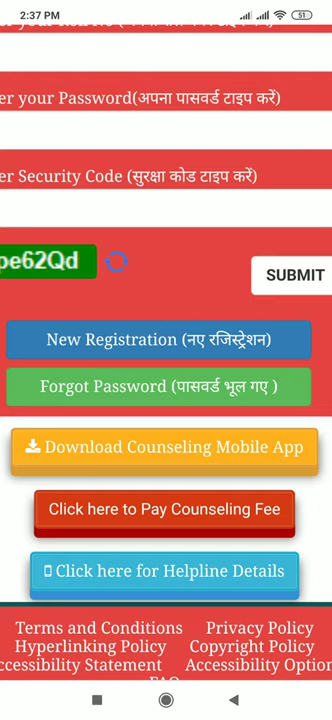 2:37 PM 51
er your Password(अपना पासवर्ड टाइप करें)
er Security Code (सुरक्षा कोड टाइप करें)
pe62Qd
SUBMIT
New Registration (नए रजिस्ट्रेशन)
Forgot Password (पासवर्ड भूल गए )
Download Counseling Mobile App
Click here to Pay Counseling Fee
Click here for Helpline Details
Terms and Conditions Privacy Policy
Hyperlinking Policy Copyright Policy
ccessibility Statement Accessibility Option
FAQ